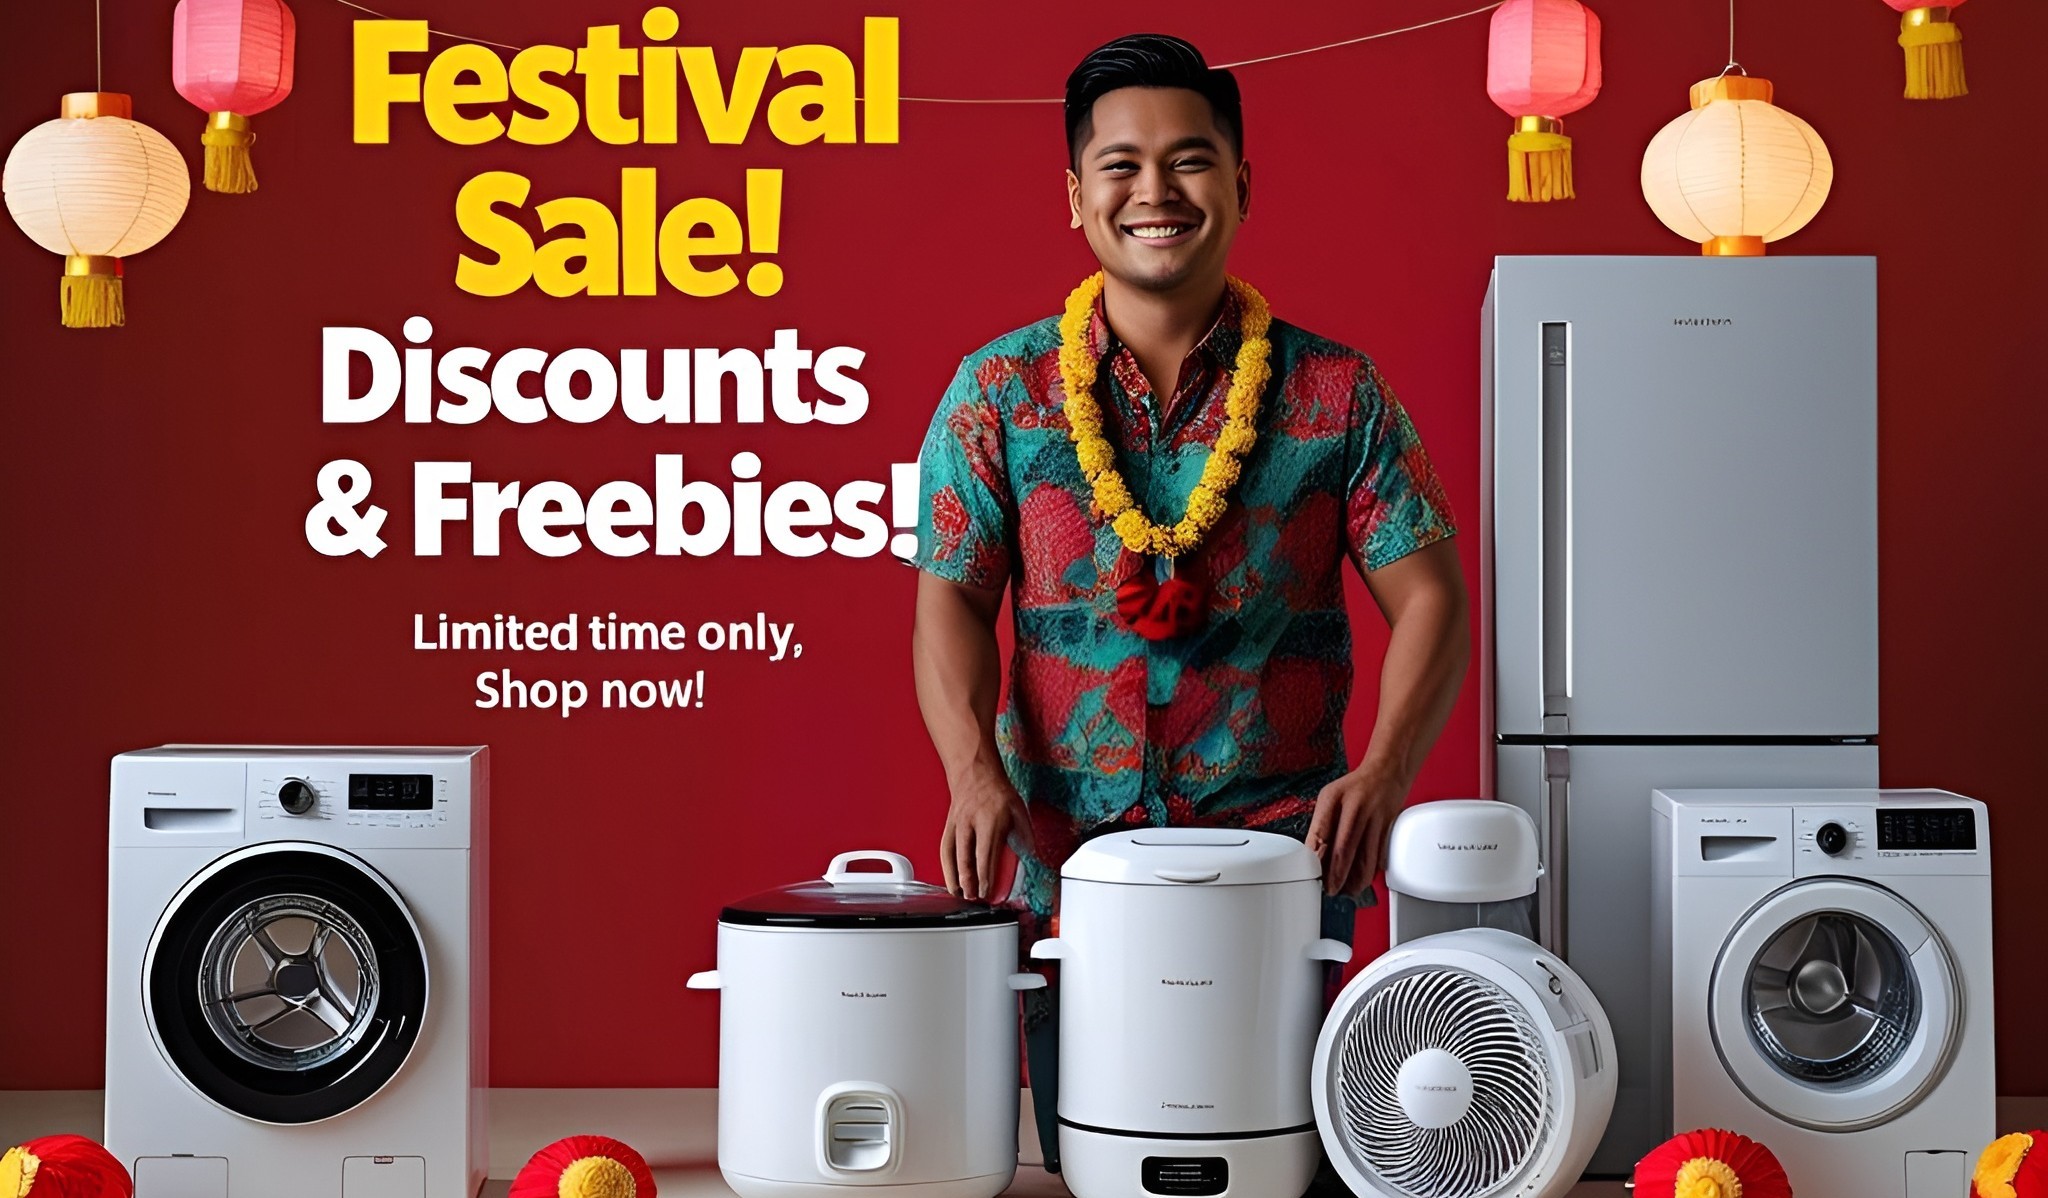 Festival
Sale!
Discounts
& Freebies!
Limited time only,
Shop now!